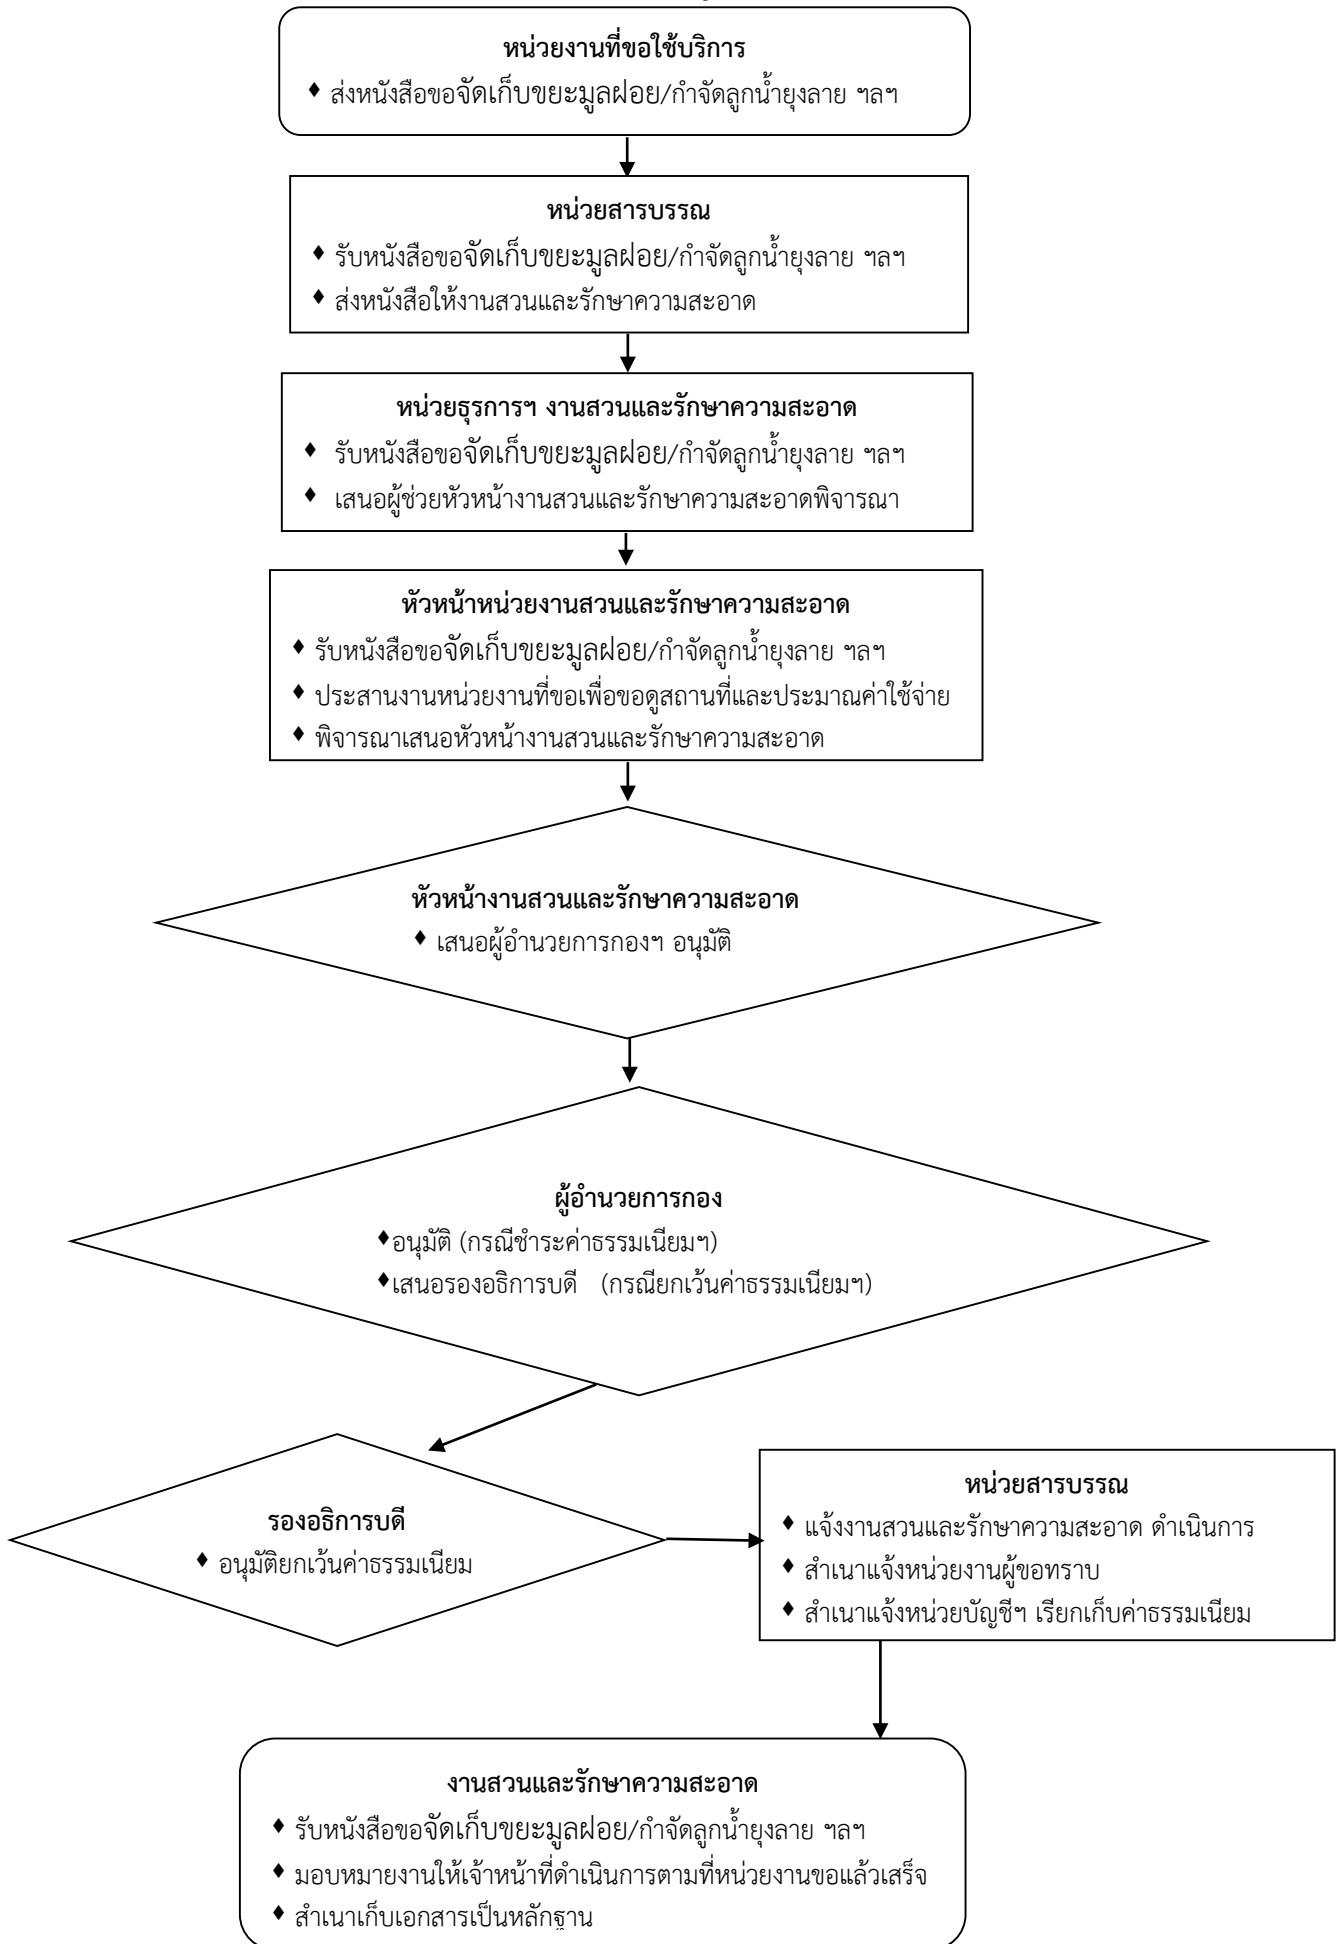 หน่วยงานที่ขอใช้บริการ
♦ ส่งหนังสือขอจัดเก็บขยะมูลฝอย/กำจัดลูกน้ำยุงลาย ฯลฯ
หน่วยสารบรรณ
♦ รับหนังสือขอจัดเก็บขยะมูลฝอย/กำจัดลูกน้ำยุงลาย ฯลฯ
♦ ส่งหนังสือให้งานสวนและรักษาความสะอาด
หน่วยธุรการฯ งานสวนและรักษาความสะอาด
♦ รับหนังสือขอจัดเก็บขยะมูลฝอย/กำจัดลูกน้ำยุงลาย ฯลฯ
♦ เสนอผู้ช่วยหัวหน้างานสวนและรักษาความสะอาดพิจารณา
หัวหน้าหน่วยงานสวนและรักษาความสะอาด
♦ รับหนังสือขอจัดเก็บขยะมูลฝอย/กำจัดลูกน้ำยุงลาย ฯลฯ
♦ ประสานงานหน่วยงานที่ขอเพื่อขอดูสถานที่และประมาณค่าใช้จ่าย
♦ พิจารณาเสนอหัวหน้างานสวนและรักษาความสะอาด
หัวหน้างานสวนและรักษาความสะอาด
♦ เสนอผู้อำนวยการกองฯ อนุมัติ
ผู้อำนวยการกอง
♦อนุมัติ (กรณีชำระค่าธรรมเนียมฯ)
♦เสนอรองอธิการบดี (กรณียกเว้นค่าธรรมเนียมฯ)
รองอธิการบดี
♦ อนุมัติยกเว้นค่าธรรมเนียม
หน่วยสารบรรณ
♦ แจ้งงานสวนและรักษาความสะอาด ดำเนินการ
♦ สำเนาแจ้งหน่วยงานผู้ขอทราบ
♦ สำเนาแจ้งหน่วยบัญชีฯ เรียกเก็บค่าธรรมเนียม
งานสวนและรักษาความสะอาด
♦ รับหนังสือขอจัดเก็บขยะมูลฝอย/กำจัดลูกน้ำยุงลาย ฯลฯ
♦ มอบหมายงานให้เจ้าหน้าที่ดำเนินการตามที่หน่วยงานขอแล้วเสร็จ
♦ สำเนาเก็บเอกสารเป็นหลักฐาน